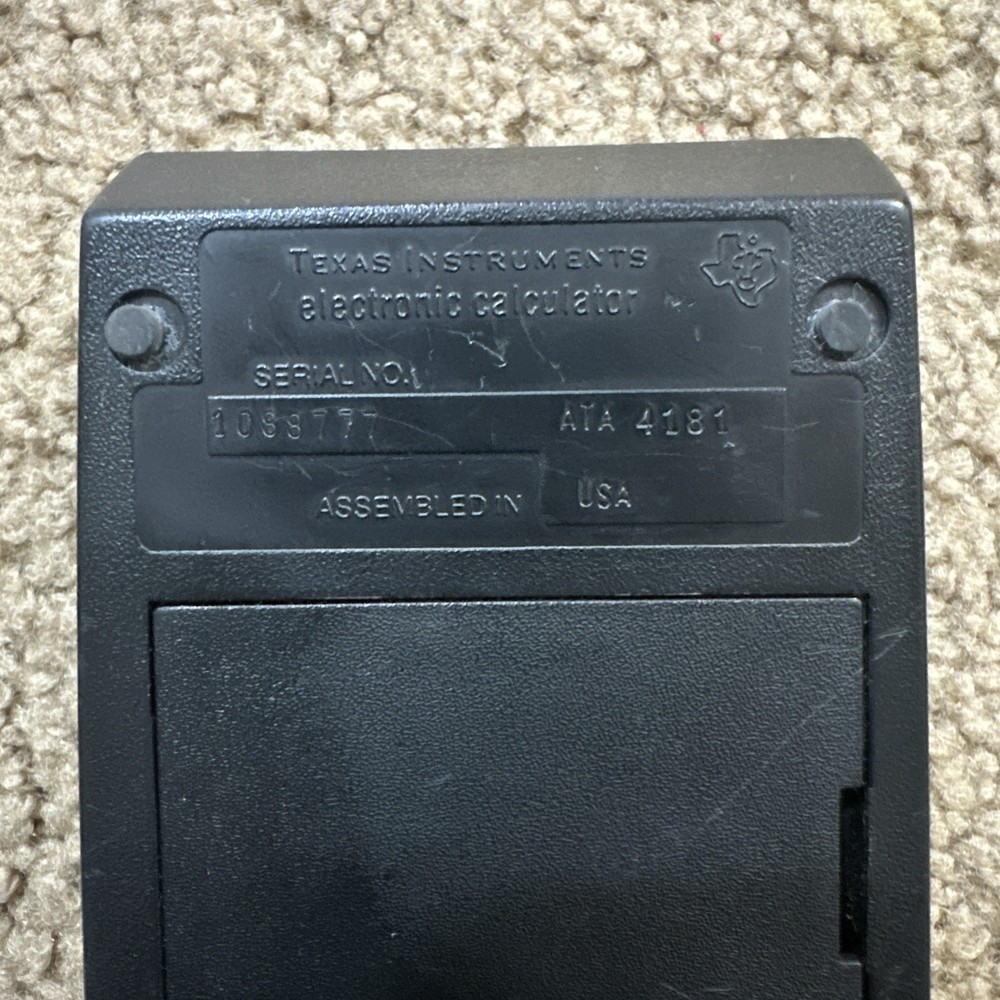 TEXAS INSTRUMENTS
electronic calculator
SERIAL NO.
ATA 4181
ASSEMBLED IN USA